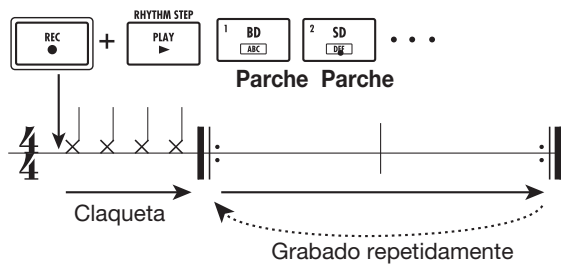 RHYTHM STEP
REC + PLAY 1 BD ABC 2 SD DEF • • •
Parche Parche
4/4
Claqueta
Grabado repetidamente